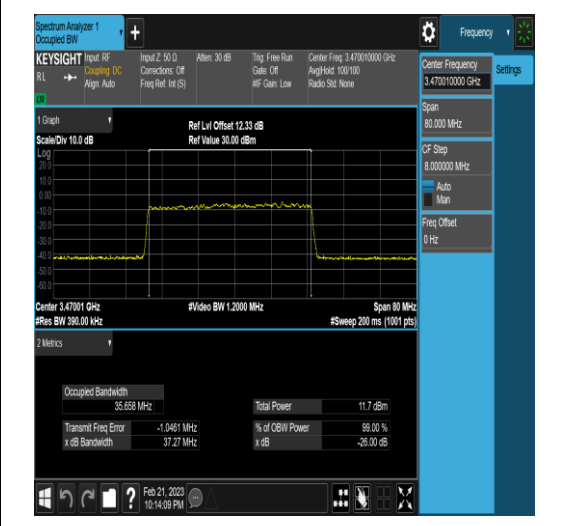 Spectrum Analyzer 1
Occupied BW
Frequency
KEYSIGHT
RL
Input: RF
Coupling: DC
Align: Auto
Input Z: 50 Ω
Corrections: Off
Freq Ref: Int (S)
Atten: 30 dB
Trig: Free Run
Gate: Off
#IF Gain: Low
Center Freq: 3.470010000 GHz
Avg|Hold: 100/100
Radio Std: None
LXI
Center Frequency
3.470010000 GHz
Settings
Span
80.000 MHz
CF Step
8.000000 MHz
Auto
Man
Freq Offset
0 Hz
1 Graph
Scale/Div 10.0 dB
Ref Lvl Offset 12.33 dB
Ref Value 30.00 dBm
Log
20.0
10.0
0.00
-10.0
-20.0
-30.0
-40.0
-50.0
-60.0
Center 3.47001 GHz
#Video BW 1.2000 MHz
Span 80 MHz
#Res BW 390.00 kHz
#Sweep 200 ms (1001 pts)
2 Metrics
Occupied Bandwidth
35.658 MHz
Total Power 11.7 dBm
Transmit Freq Error -1.0461 MHz
% of OBW Power 99.00 %
x dB Bandwidth 37.27 MHz
x dB -26.00 dB
Feb 21, 2023
10:14:09 PM